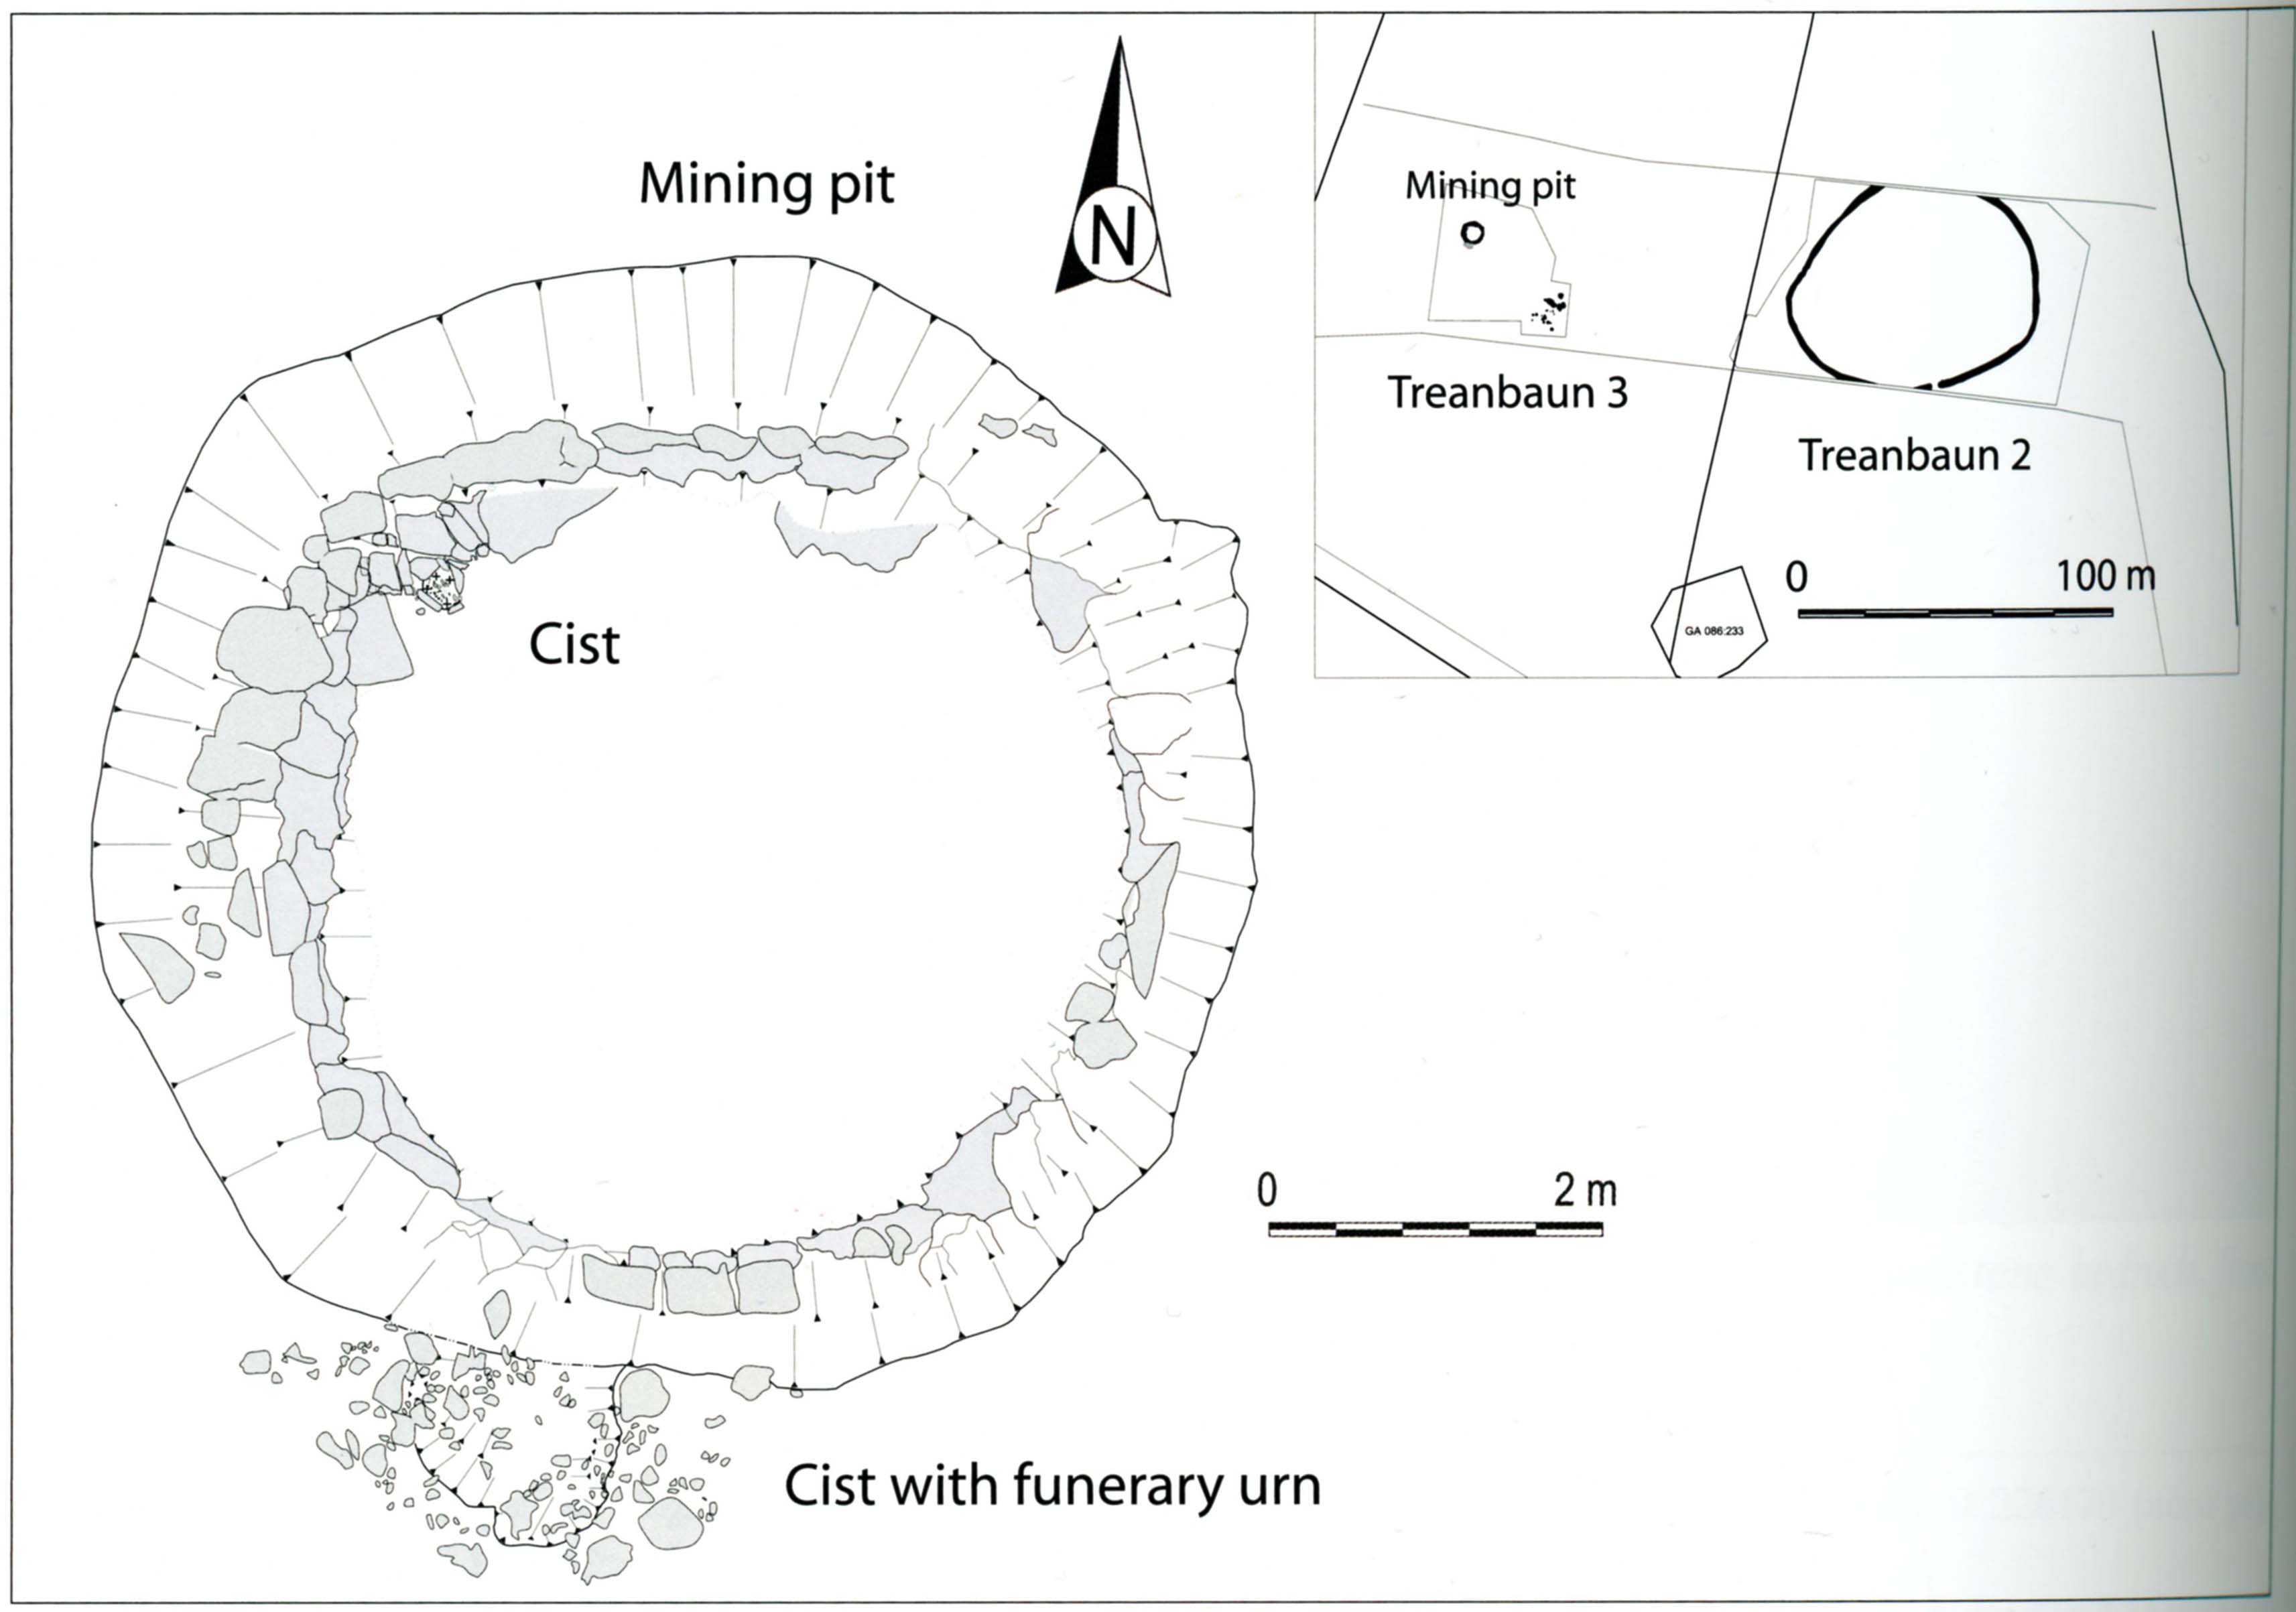 Mining pit
N
Cist
Cist with funerary urn
0 2 m
Mining pit
Treanbaun 3
Treanbaun 2
0 100 m
GA 086:233